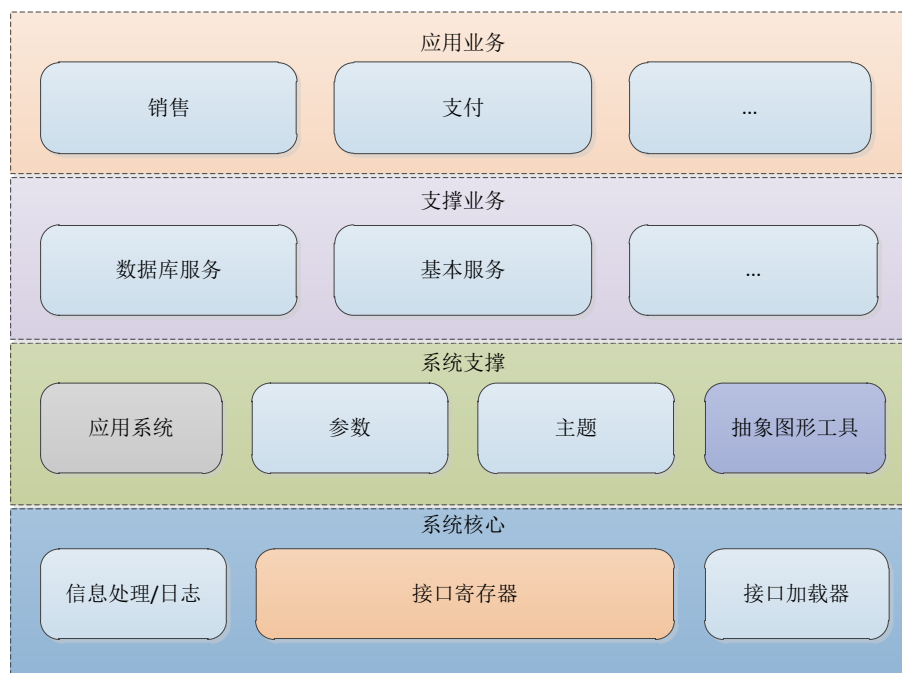 应用业务
销售
支付
...
支撑业务
数据库服务
基本服务
...
系统支撑
应用系统
参数
主题
抽象图形工具
系统核心
信息处理/日志
接口寄存器
接口加载器